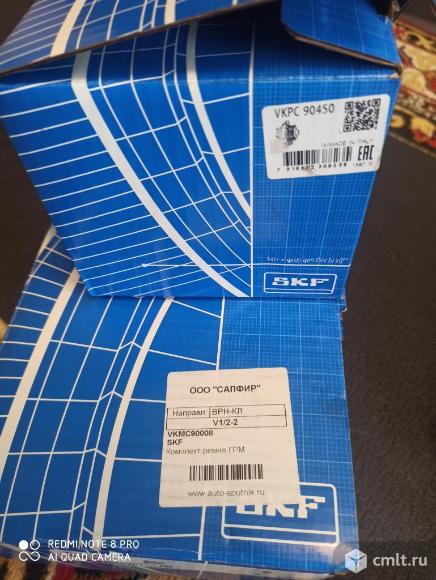 VKPC 90450
MADE IN ITALY
EAC
SKF
ООО "САПФИР"
Направл ВРН-КЛ
V1/2-2
VKMC90008
SKF
Комплект ремня ГРМ
www.auto-sputnik.ru
SKF
REDMI NOTE 8 PRO
AI QUAD CAMERA
cmlt.ru